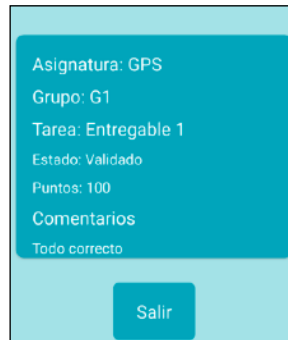 Asignatura: GPS
Grupo: G1
Tarea: Entregable 1
Estado: Validado
Puntos: 100
Comentarios
Todo correcto
Salir